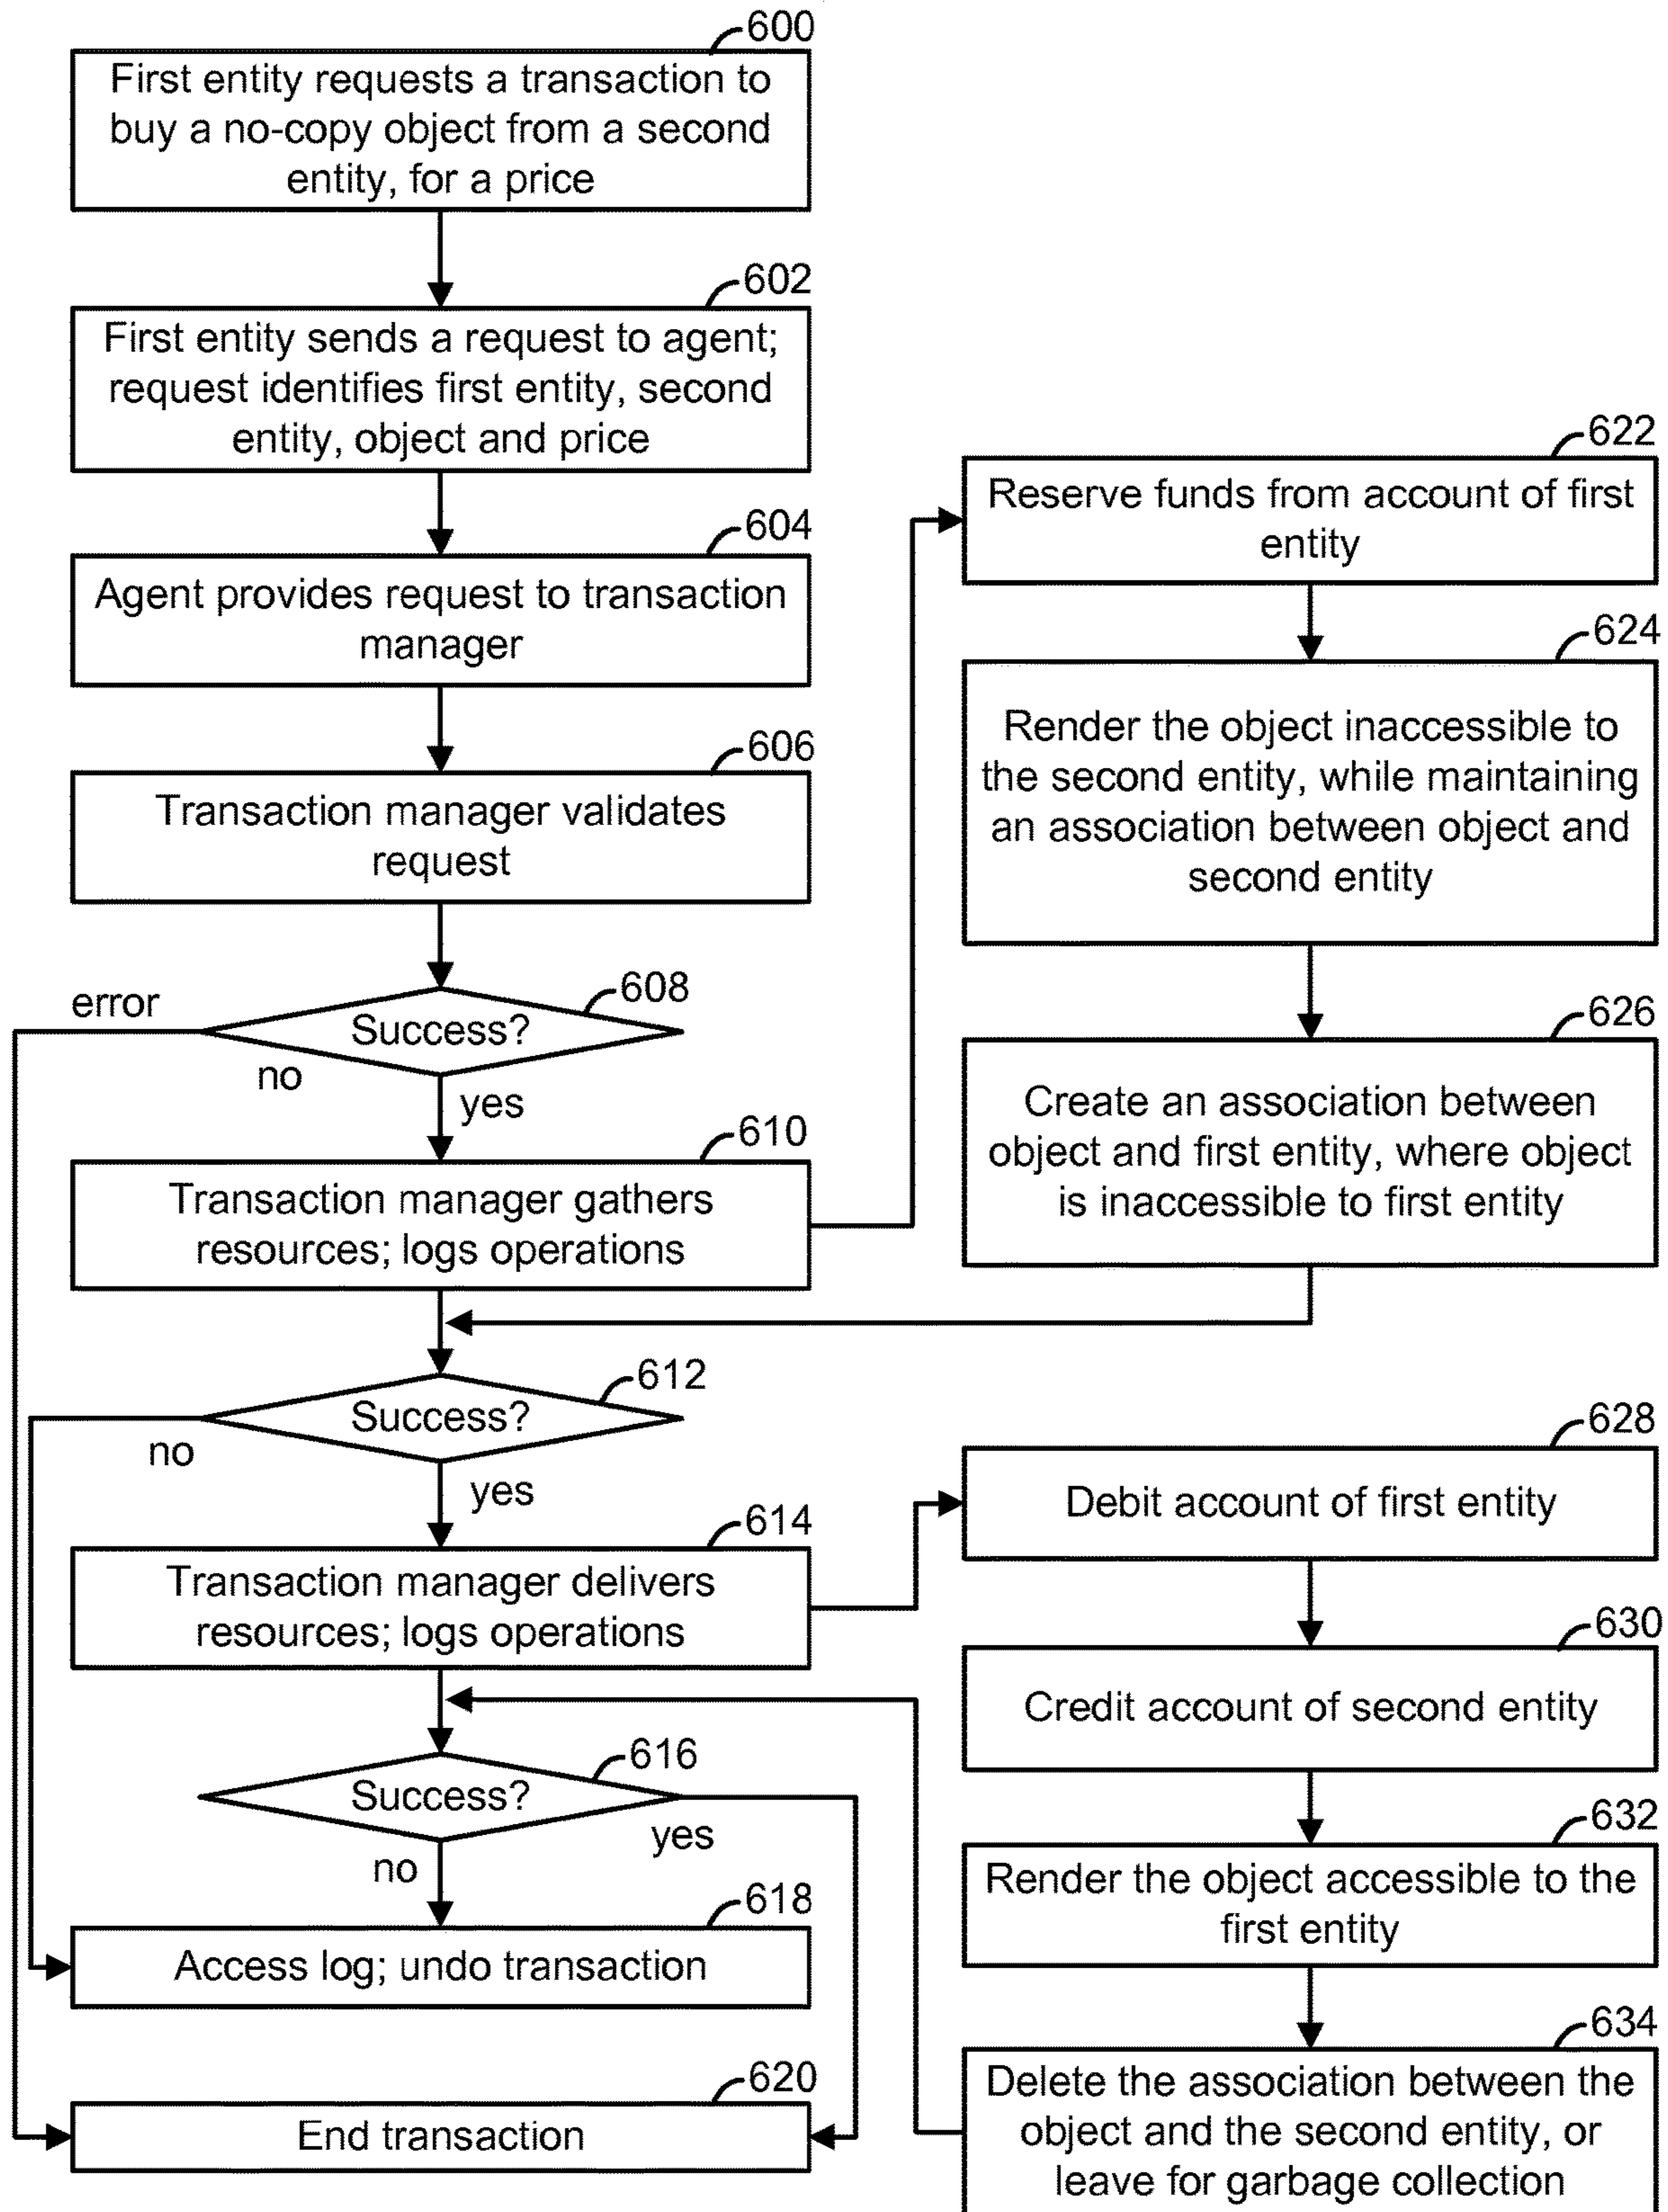 600
First entity requests a transaction to
buy a no-copy object from a second
entity, for a price
602
First entity sends a request to agent;
request identifies first entity, second
entity, object and price
604
Agent provides request to transaction
manager
606
Transaction manager validates
request
608
error
Success?
no
yes
610
Transaction manager gathers
resources; logs operations
612
Success?
no
yes
614
Transaction manager delivers
resources; logs operations
616
Success?
yes
no
618
Access log; undo transaction
620
End transaction
622
Reserve funds from account of first
entity
624
Render the object inaccessible to
the second entity, while maintaining
an association between object and
second entity
626
Create an association between
object and first entity, where object
is inaccessible to first entity
628
Debit account of first entity
630
Credit account of second entity
632
Render the object accessible to the
first entity
634
Delete the association between the
object and the second entity, or
leave for garbage collection